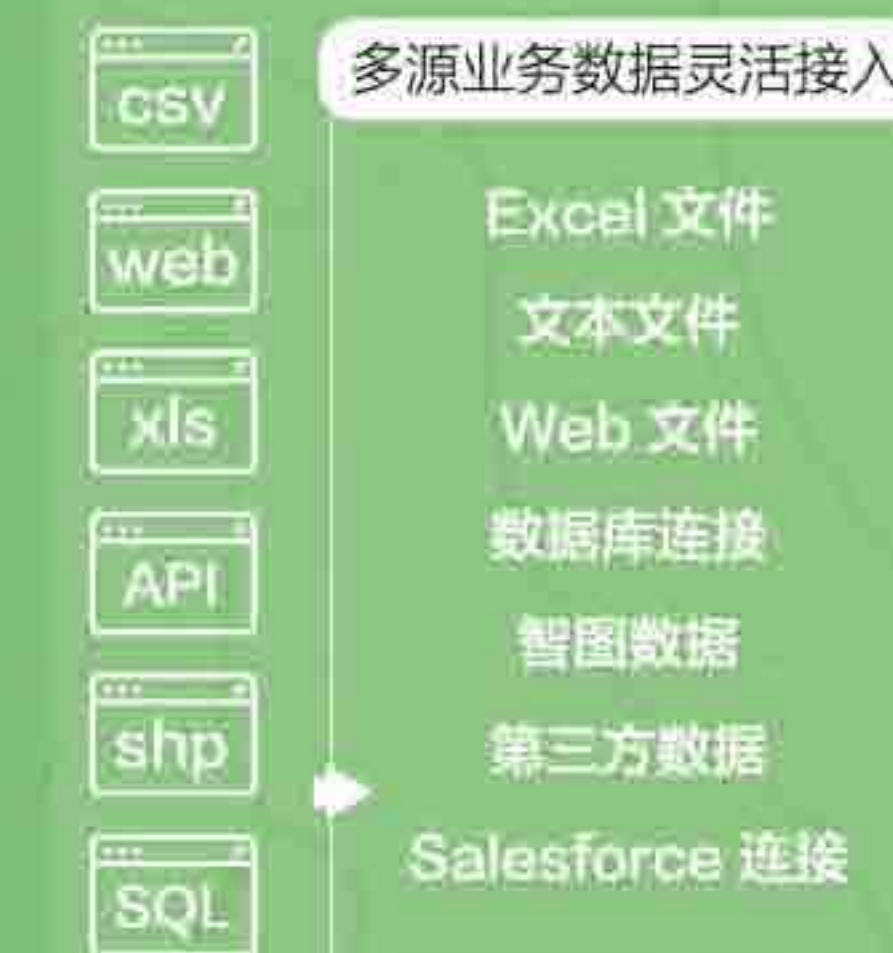 csv
web
xls
API
shp
SQL
多源业务数据灵活接入
Excel 文件
文本文件
Web 文件
数据库连接
智图数据
第三方数据
Salesforce 连接